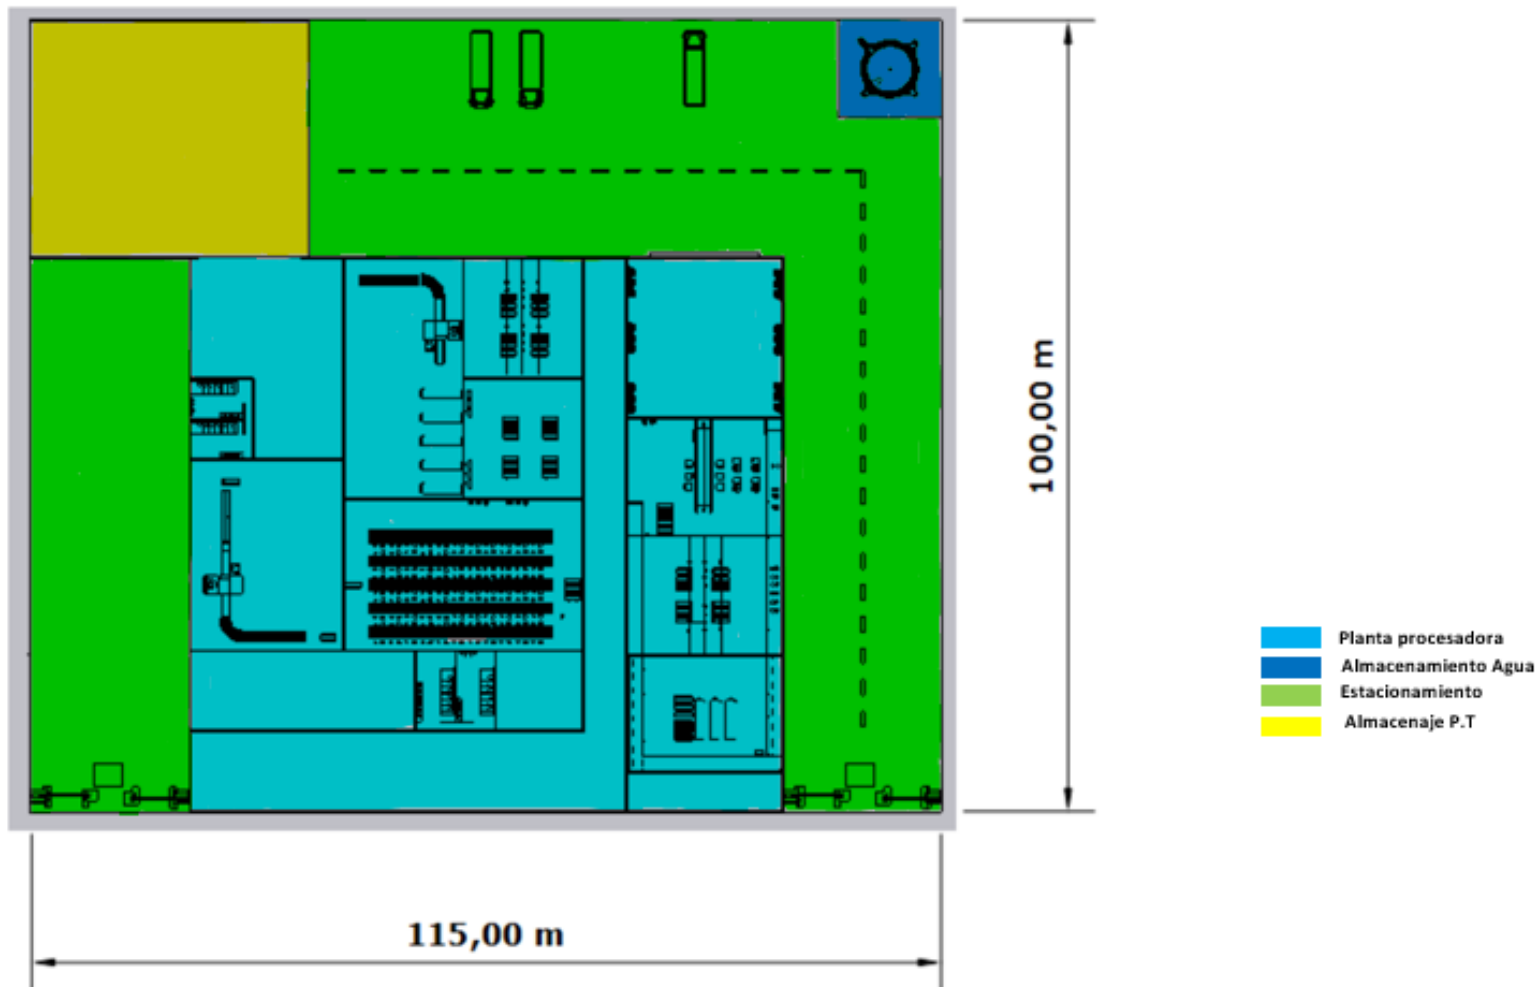 100,00 m
Planta procesadora
Almacenamiento Agua
Estacionamiento
Almacenaje P.T
115,00 m